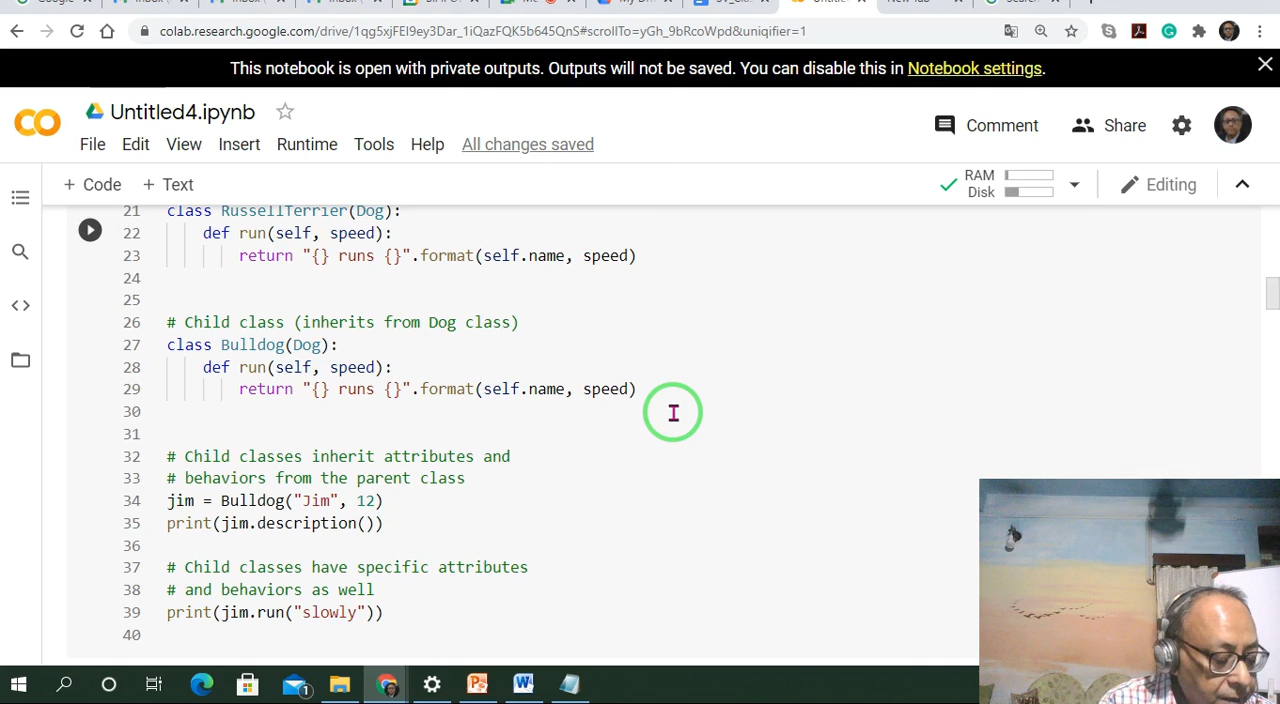 colab.research.google.com/drive/1qg5xjFEI9ey3Iar_1iQazFQK5b645QnS#scrollTo=yGh_9bRcoWpd&uniqifier=1
This notebook is open with private outputs. Outputs will not be saved. You can disable this in Notebook settings.
Untitled4.ipynb
Comment
Share
File Edit View Insert Runtime Tools Help All changes saved
+ Code + Text
RAM
Disk
Editing
21 class RussellTerrier(Dog):
22 def run(self, speed):
23 return "{} runs {}".format(self.name, speed)
24
25
26 # Child class (inherits from Dog class)
27 class Bulldog(Dog):
28 def run(self, speed):
29 return "{} runs {}".format(self.name, speed)
30
31
32 # Child classes inherit attributes and
33 # behaviors from the parent class
34 jim = Bulldog("Jim", 12)
35 print(jim.description())
36
37 # Child classes have specific attributes
38 # and behaviors as well
39 print(jim.run("slowly"))
40